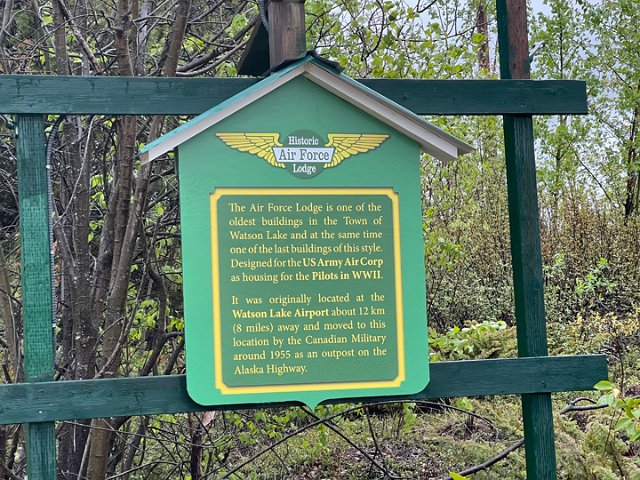 Historic
Air Force
Lodge
The Air Force Lodge is one of the
oldest buildings in the Town of
Watson Lake and at the same time
one of the last buildings of this style.
Designed for the US Army Air Corp
as housing for the Pilots in WWII.
It was originally located at the
Watson Lake Airport about 12 km
(8 miles) away and moved to this
location by the Canadian Military
around 1955 as an outpost on the
Alaska Highway.